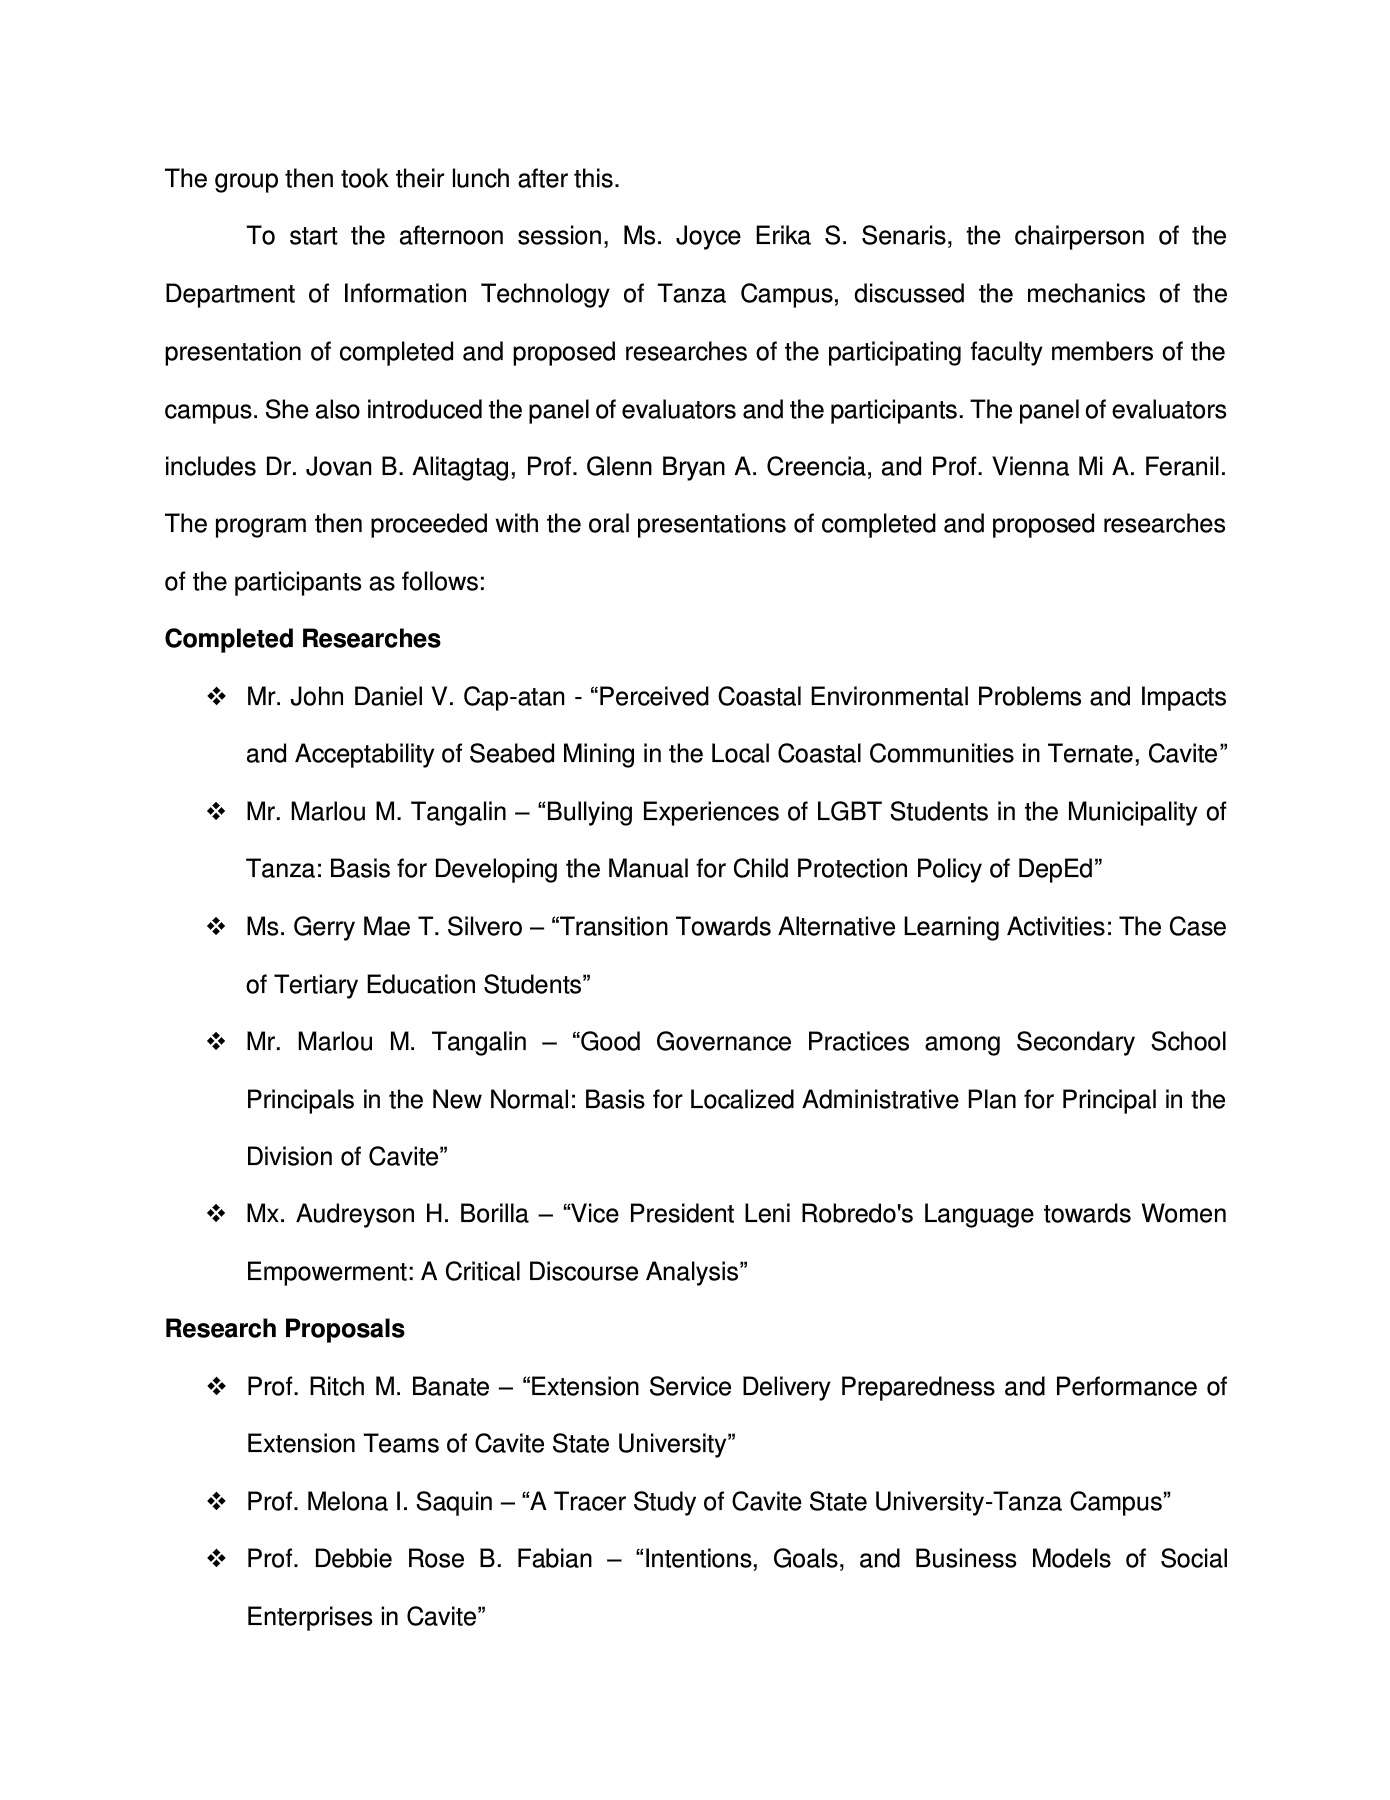 The group then took their lunch after this.
To start the afternoon session, Ms. Joyce Erika S. Senaris, the chairperson of the
Department of Information Technology of Tanza Campus, discussed the mechanics of the
presentation of completed and proposed researches of the participating faculty members of the
campus. She also introduced the panel of evaluators and the participants. The panel of evaluators
includes Dr. Jovan B. Alitagtag, Prof. Glenn Bryan A. Creencia, and Prof. Vienna Mi A. Feranil.
The program then proceeded with the oral presentations of completed and proposed researches
of the participants as follows:
Completed Researches
❖ Mr. John Daniel V. Cap-atan - “Perceived Coastal Environmental Problems and Impacts
and Acceptability of Seabed Mining in the Local Coastal Communities in Ternate, Cavite”
❖ Mr. Marlou M. Tangalin – “Bullying Experiences of LGBT Students in the Municipality of
Tanza: Basis for Developing the Manual for Child Protection Policy of DepEd”
❖ Ms. Gerry Mae T. Silvero – “Transition Towards Alternative Learning Activities: The Case
of Tertiary Education Students”
❖ Mr. Marlou M. Tangalin – “Good Governance Practices among Secondary School
Principals in the New Normal: Basis for Localized Administrative Plan for Principal in the
Division of Cavite”
❖ Mx. Audreyson H. Borilla – “Vice President Leni Robredo's Language towards Women
Empowerment: A Critical Discourse Analysis”
Research Proposals
❖ Prof. Ritch M. Banate – “Extension Service Delivery Preparedness and Performance of
Extension Teams of Cavite State University”
❖ Prof. Melona I. Saquin – “A Tracer Study of Cavite State University-Tanza Campus”
❖ Prof. Debbie Rose B. Fabian – “Intentions, Goals, and Business Models of Social
Enterprises in Cavite”